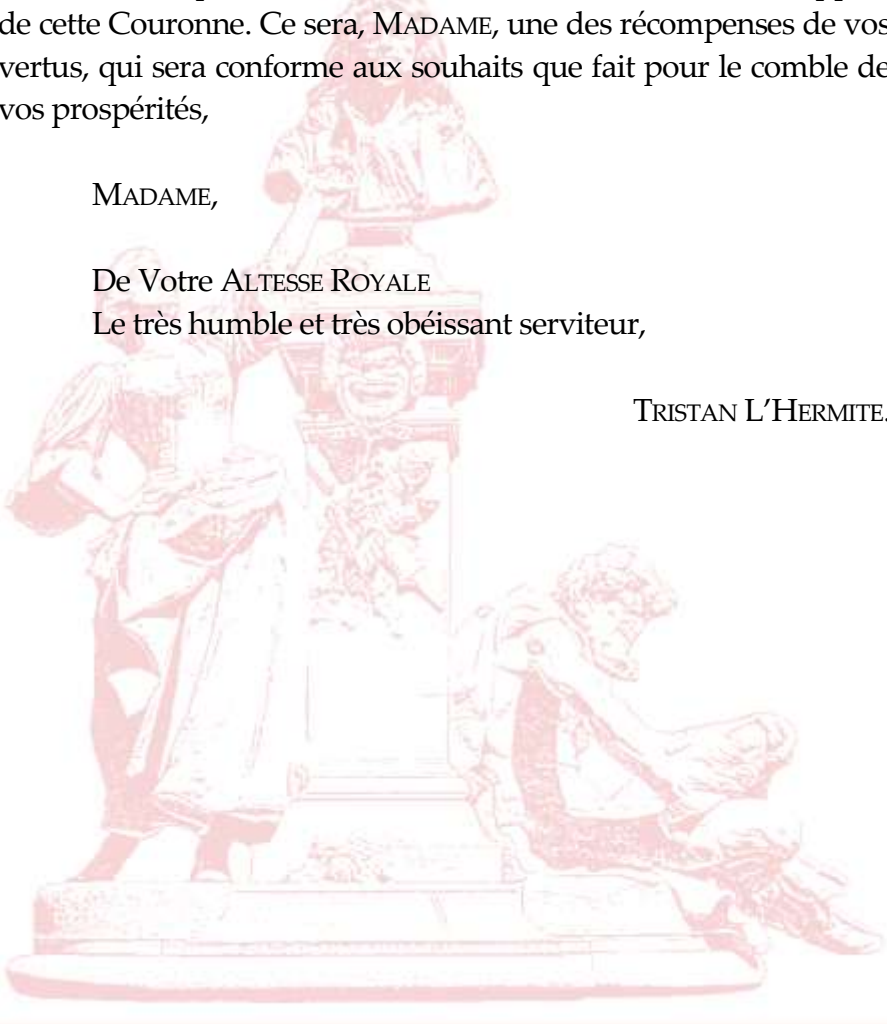 de cette Couronne. Ce sera, MADAME, une des récompenses de vos
vertus, qui sera conforme aux souhaits que fait pour le comble de
vos prospérités,
MADAME,
De Votre ALTESSE ROYALE
Le très humble et très obéissant serviteur,
TRISTAN L’HERMITE.